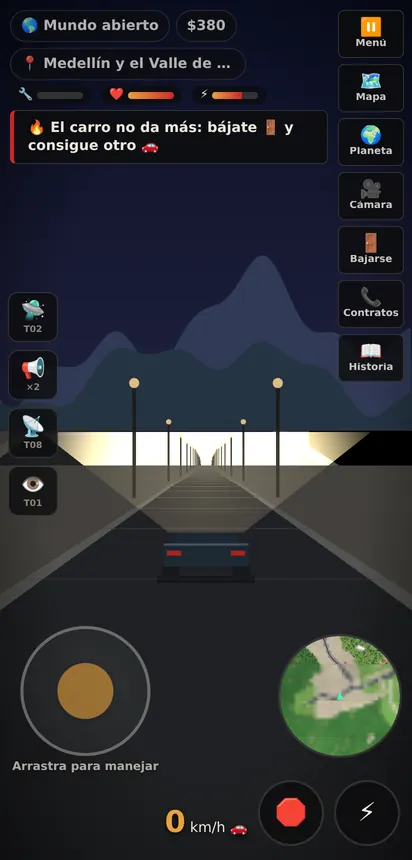 Mundo abierto
$380
Medellín y el Valle de ...
El carro no da más: bájate y
consigue otro
Menú
Mapa
Planeta
Cámara
Bajarse
Contratos
Historia
T02
×2
T08
T01
Arrastra para manejar
0 km/h